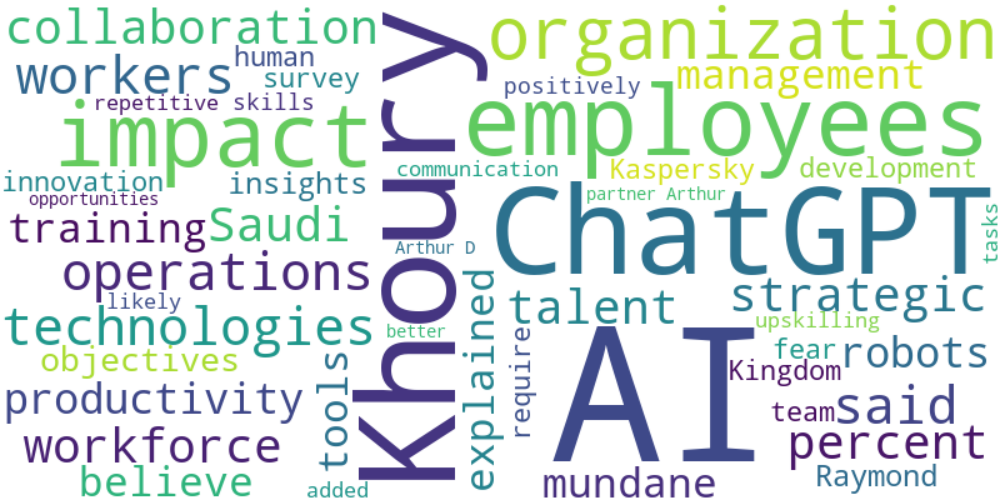 collaboration
organization
human
workers
survey
positively
management
repetitive skills
impact
Khoury
employees
communication
Kaspersky
development
innovation
insights
opportunities
partner Arthur
training
Saudi
ChatGPT
tasks
Arthur D
operations
likely
talent
strategic
technologies
better
explained
require
upskilling
objectives
fear
robots
AI
Kingdom
productivity
tools
team
said
workforce
percent
believe
added
mundane
Raymond